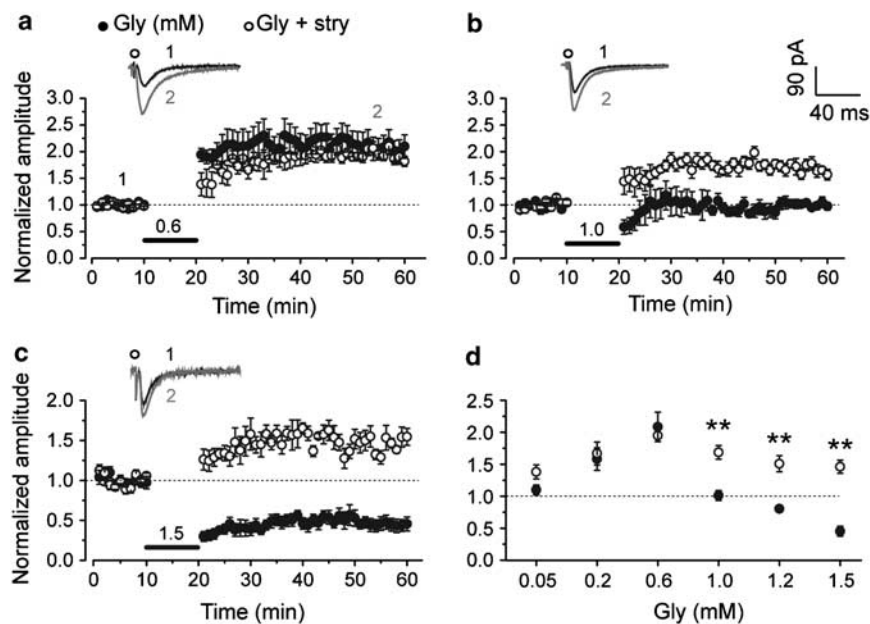 a
● Gly (mM) ○ Gly + stry
1
2
2
1
0.6
3.0
2.5
2.0
1.5
1.0
0.5
0.0
0 10 20 30 40 50 60
Normalized amplitude
Time (min)
b
1
2
90 pA
40 ms
1.0
3.0
2.5
2.0
1.5
1.0
0.5
0.0
0 10 20 30 40 50 60
Time (min)
c
1
2
1.5
2.0
1.5
1.0
0.5
0.0
0 10 20 30 40 50 60
Normalized amplitude
Time (min)
d
** ** **
2.5
2.0
1.5
1.0
0.5
0.0
0.05 0.2 0.6 1.0 1.2 1.5
Gly (mM)